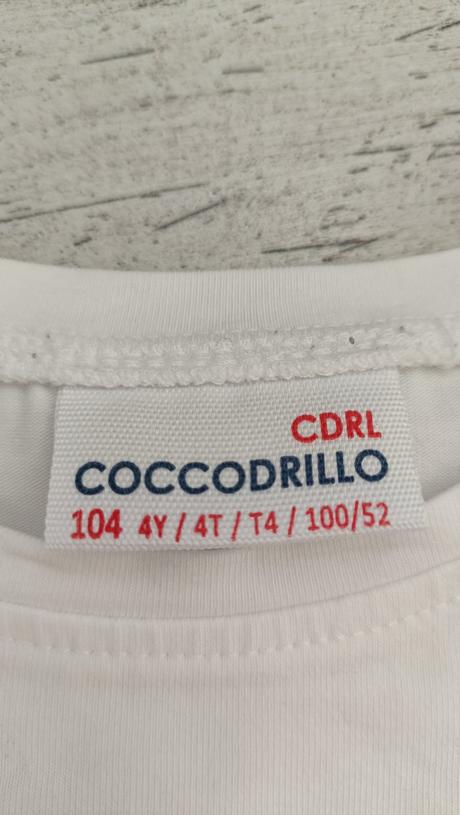 CDRL
COCCODRILLO
104 4Y / 4T / T4 / 100/52